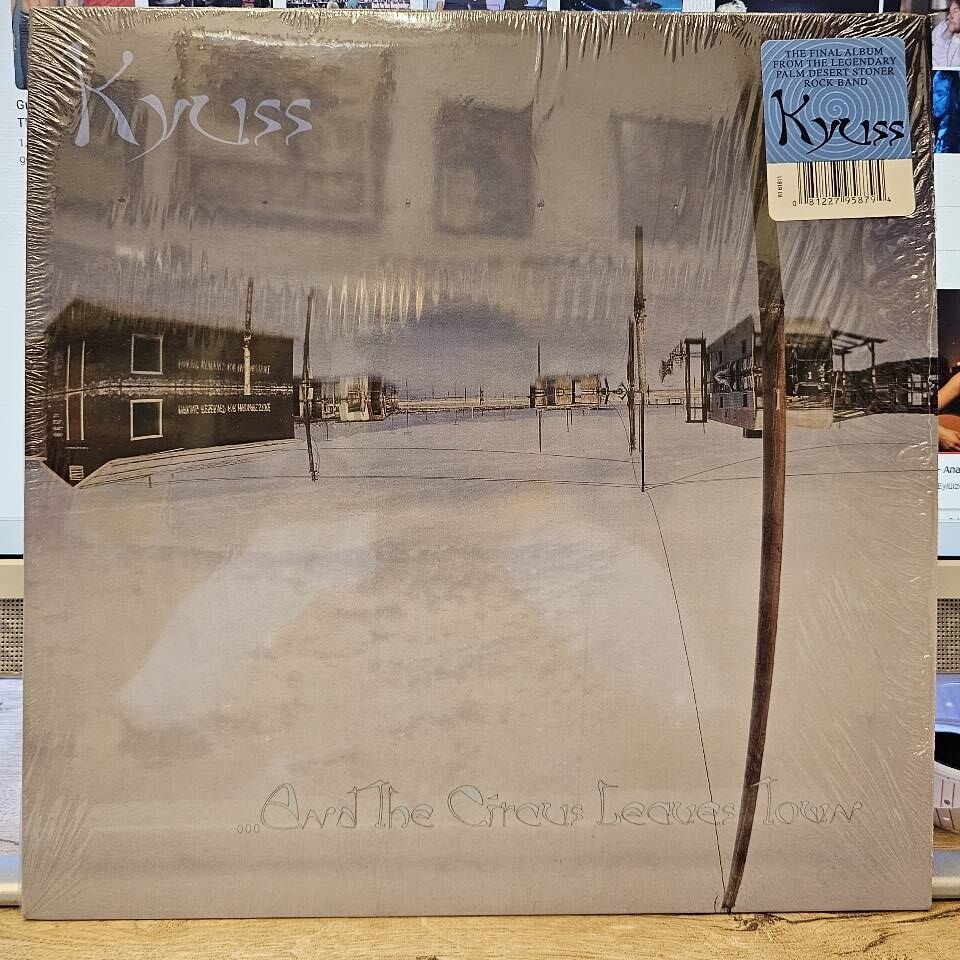 Kyuss
THE FINAL ALBUM
FROM THE LEGENDARY
PALM DESERT STONER
ROCK BAND
Kyuss
0 81227 95879 4
...And The Circus Leaves Town
- Ana